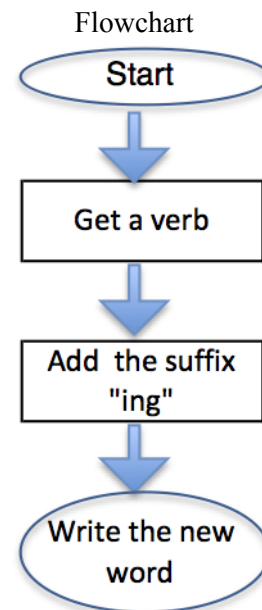 Flowchart
Start
Get a verb
Add the suffix
"ing"
Write the new
word